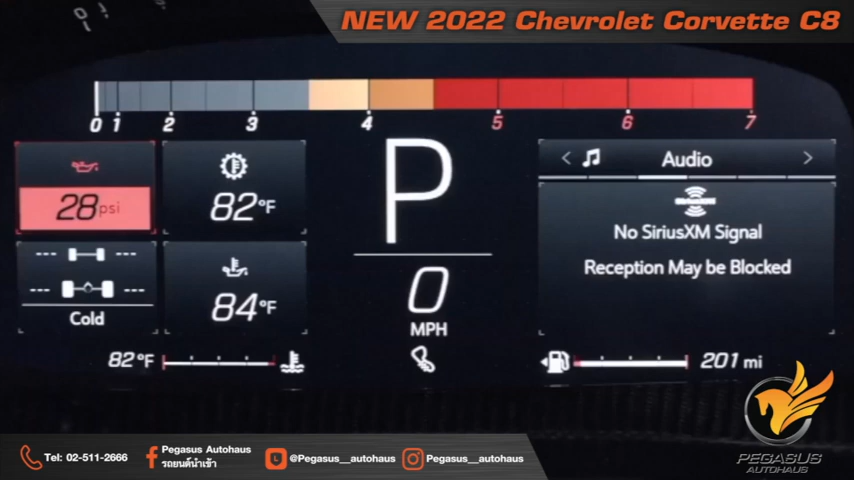 NEW 2022 Chevrolet Corvette C8
0 1 2 3 4 5 6 7
28 psi
82°F
P
Audio
SiriusXM
No SiriusXM Signal
Reception May be Blocked
--- ---
--- ---
Cold
84°F
0
MPH
82°F
201 mi
PEGASUS
AUTOHAUS
Tel: 02-511-2666
Pegasus Autohaus
รถยนต์นำเข้า
L
@Pegasus__autohaus
Pegasus__autohaus